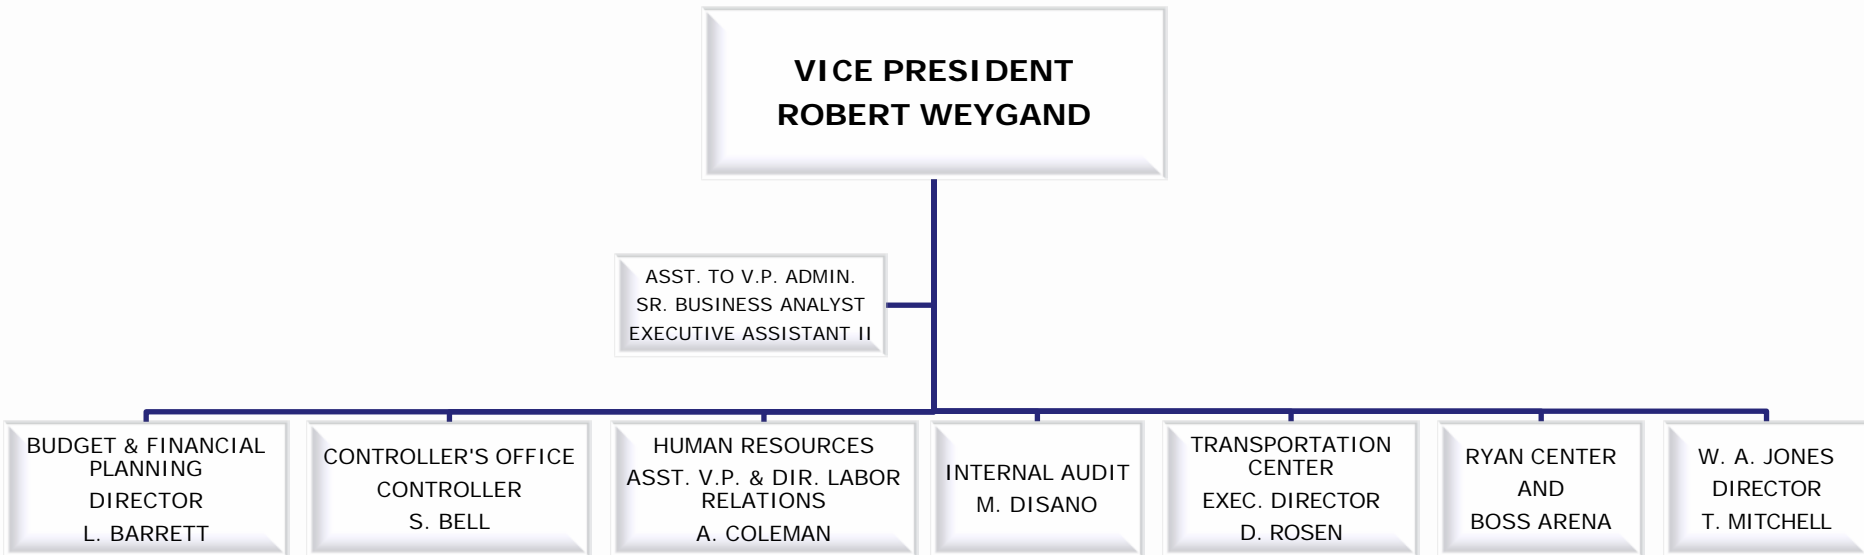 VICE PRESIDENT
ROBERT WEYGAND
ASST. TO V.P. ADMIN.
SR. BUSINESS ANALYST
EXECUTIVE ASSISTANT II
BUDGET & FINANCIAL
PLANNING
DIRECTOR
L. BARRETT
CONTROLLER'S OFFICE
CONTROLLER
S. BELL
HUMAN RESOURCES
ASST. V.P. & DIR. LABOR
RELATIONS
A. COLEMAN
INTERNAL AUDIT
M. DISANO
TRANSPORTATION
CENTER
EXEC. DIRECTOR
D. ROSEN
RYAN CENTER
AND
BOSS ARENA
W. A. JONES
DIRECTOR
T. MITCHELL